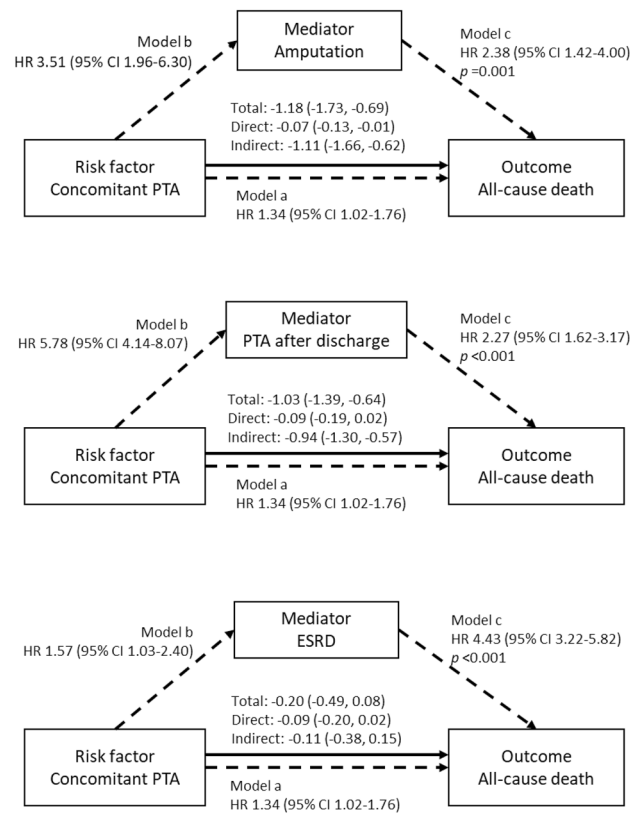 Model b
HR 3.51 (95% CI 1.96-6.30)
Mediator
Amputation
Model c
HR 2.38 (95% CI 1.42-4.00)
p =0.001
Total: -1.18 (-1.73, -0.69)
Direct: -0.07 (-0.13, -0.01)
Indirect: -1.11 (-1.66, -0.62)
Risk factor
Concomitant PTA
Outcome
All-cause death
Model a
HR 1.34 (95% CI 1.02-1.76)
Model b
HR 5.78 (95% CI 4.14-8.07)
Mediator
PTA after discharge
Model c
HR 2.27 (95% CI 1.62-3.17)
p <0.001
Total: -1.03 (-1.39, -0.64)
Direct: -0.09 (-0.19, 0.02)
Indirect: -0.94 (-1.30, -0.57)
Risk factor
Concomitant PTA
Outcome
All-cause death
Model a
HR 1.34 (95% CI 1.02-1.76)
Model b
HR 1.57 (95% CI 1.03-2.40)
Mediator
ESRD
Model c
HR 4.43 (95% CI 3.22-5.82)
p <0.001
Total: -0.20 (-0.49, 0.08)
Direct: -0.09 (-0.20, 0.02)
Indirect: -0.11 (-0.38, 0.15)
Risk factor
Concomitant PTA
Outcome
All-cause death
Model a
HR 1.34 (95% CI 1.02-1.76)